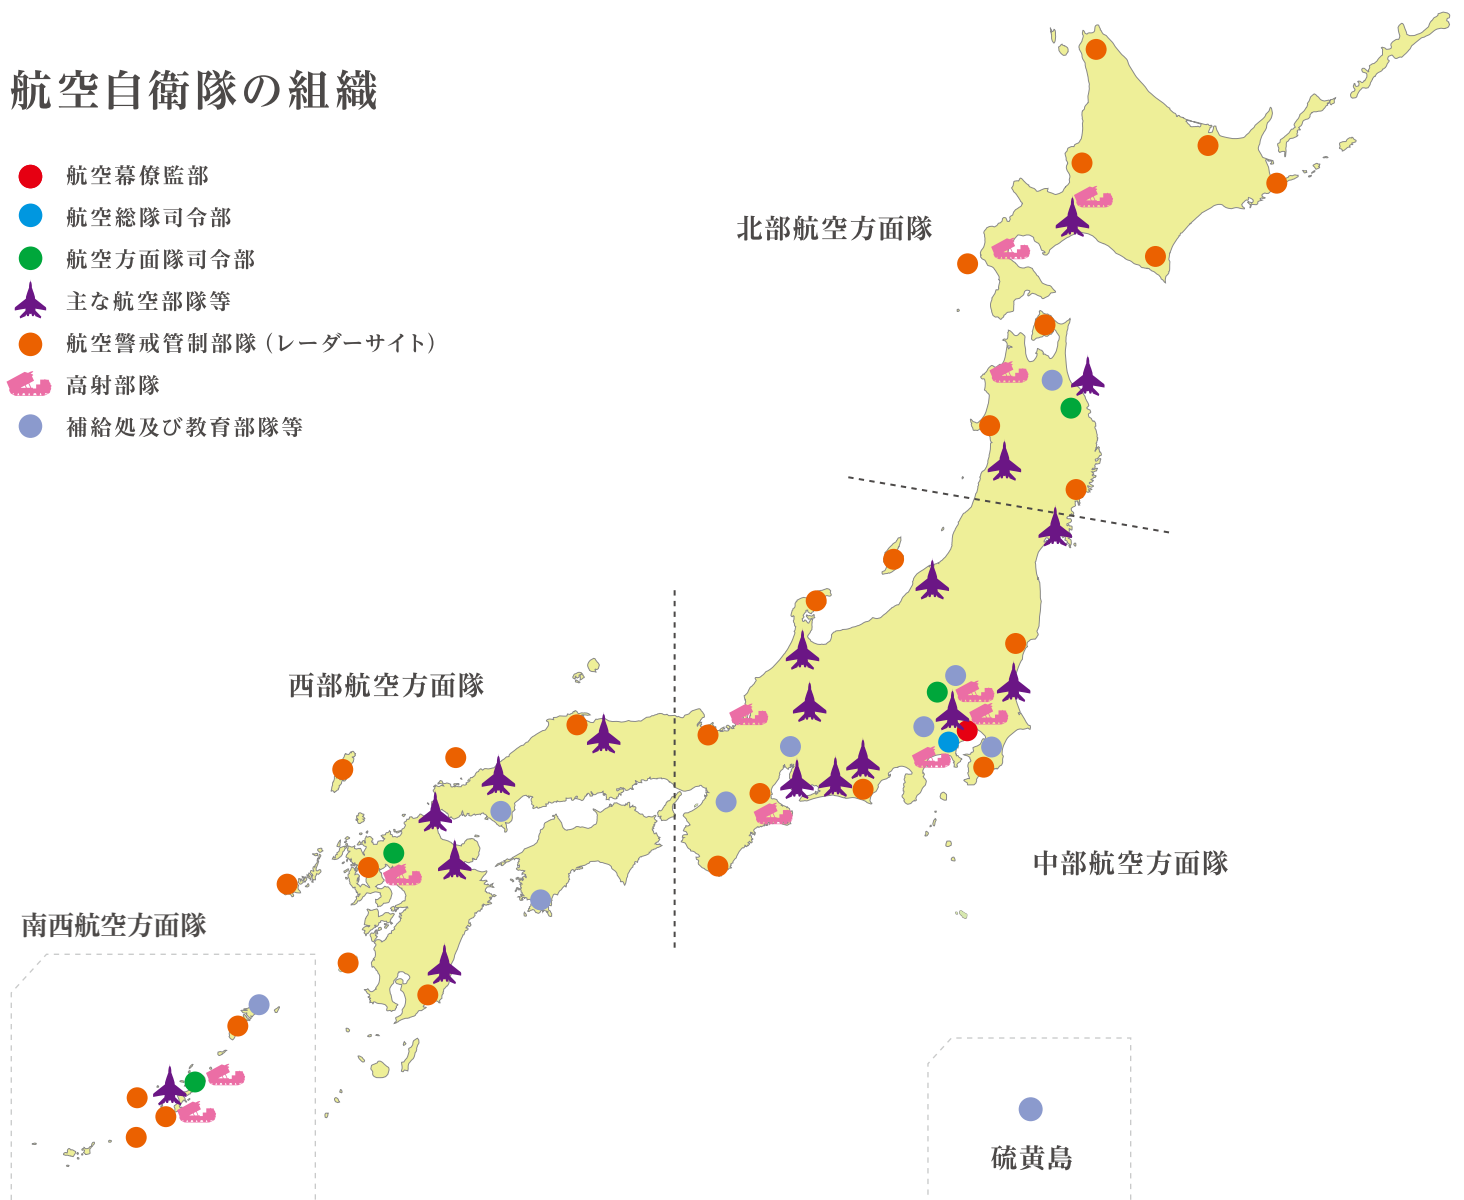 航空自衛隊の組織
航空幕僚監部
航空総隊司令部
航空方面隊司令部
主な航空部隊等
航空警戒管制部隊（レーダーサイト）
高射部隊
補給処及び教育部隊等
北部航空方面隊
西部航空方面隊
中部航空方面隊
南西航空方面隊
硫黄島